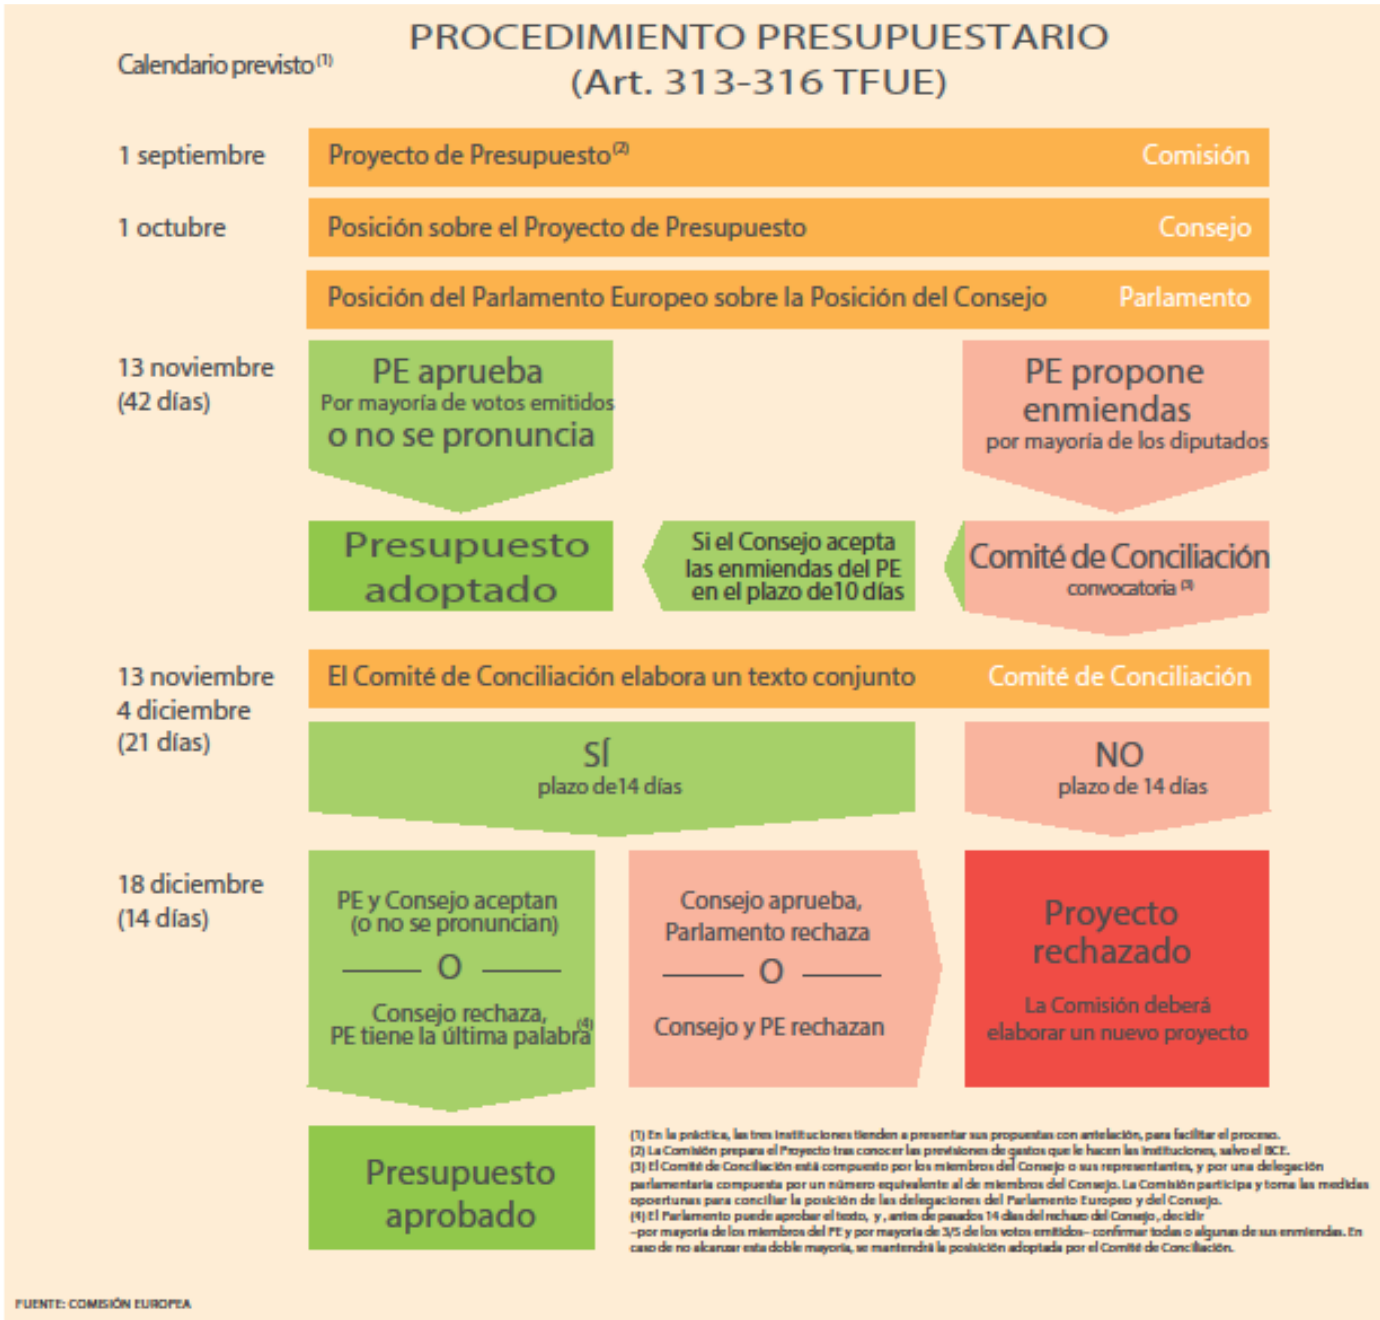 PROCEDIMIENTO PRESUPUESTARIO
(Art. 313-316 TFUE)
Calendario previsto (1)
1 septiembre
Proyecto de Presupuesto (2)
Comisión
1 octubre
Posición sobre el Proyecto de Presupuesto
Consejo
Posición del Parlamento Europeo sobre la Posición del Consejo
Parlamento
13 noviembre
(42 días)
PE aprueba
Por mayoría de votos emitidos
o no se pronuncia
PE propone
enmiendas
por mayoría de los diputados
Presupuesto
adoptado
Si el Consejo acepta
las enmiendas del PE
en el plazo de10 días
Comité de Conciliación
convocatoria (3)
13 noviembre
4 diciembre
(21 días)
El Comité de Conciliación elabora un texto conjunto
Comité de Conciliación
SÍ
plazo de14 días
NO
plazo de 14 días
18 diciembre
(14 días)
PE y Consejo aceptan
(o no se pronuncian)
O
Consejo rechaza,
PE tiene la última palabra (4)
Consejo aprueba,
Parlamento rechaza
O
Consejo y PE rechazan
Proyecto
rechazado
La Comisión deberá
elaborar un nuevo proyecto
Presupuesto
aprobado
(1) En la práctica, las tres instituciones tienden a presentar sus propuestas con antelación, para facilitar el proceso.
(2) La Comisión prepara el Proyecto tras conocer las previsiones de gastos que le hacen las instituciones, salvo el BCE.
(3) El Comité de Conciliación está compuesto por los miembros del Consejo o sus representantes, y por una delegación
parlamentaria compuesta por un número equivalente al de miembros del Consejo. La Comisión participa y toma las medidas
opoertunas para conciliar la posición de las delegaciones del Parlamento Europeo y del Consejo.
(4) El Parlamento puede aprobar el texto, y, antes de pasados 14 días del rechazo del Consejo, decidir
–por mayoría de los miembros del PE y por mayoría de 3/5 de los votos emitidos– confirmar todas o algunas de sus enmiendas. En
caso de no alcanzar esta doble mayoría, se mantendrá la posisición adoptada por el Comité de Conciliación.
FUENTE: COMISIÓN EUROPEA